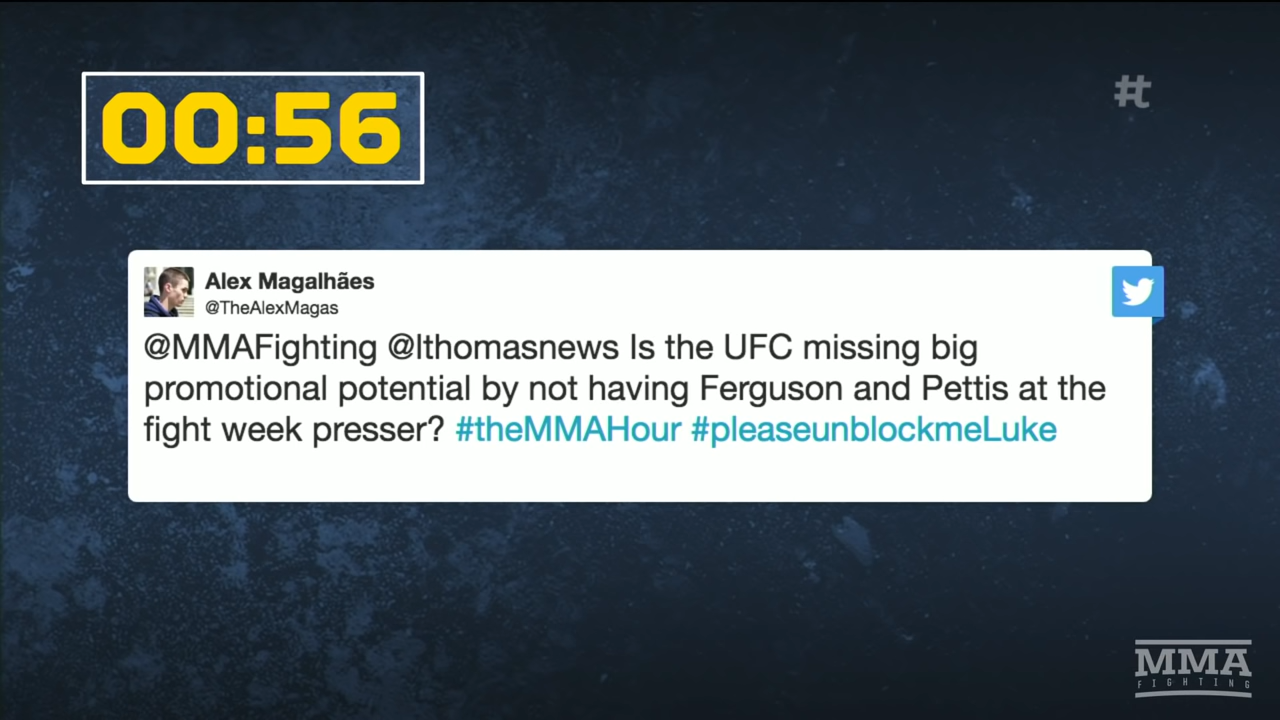 00:56
#t
Alex Magalhães
@TheAlexMagas
@MMAFighting @lthomasnews Is the UFC missing big
promotional potential by not having Ferguson and Pettis at the
fight week presser? #theMMAHour #pleaseunblockmeLuke
MMA
FIGHTING